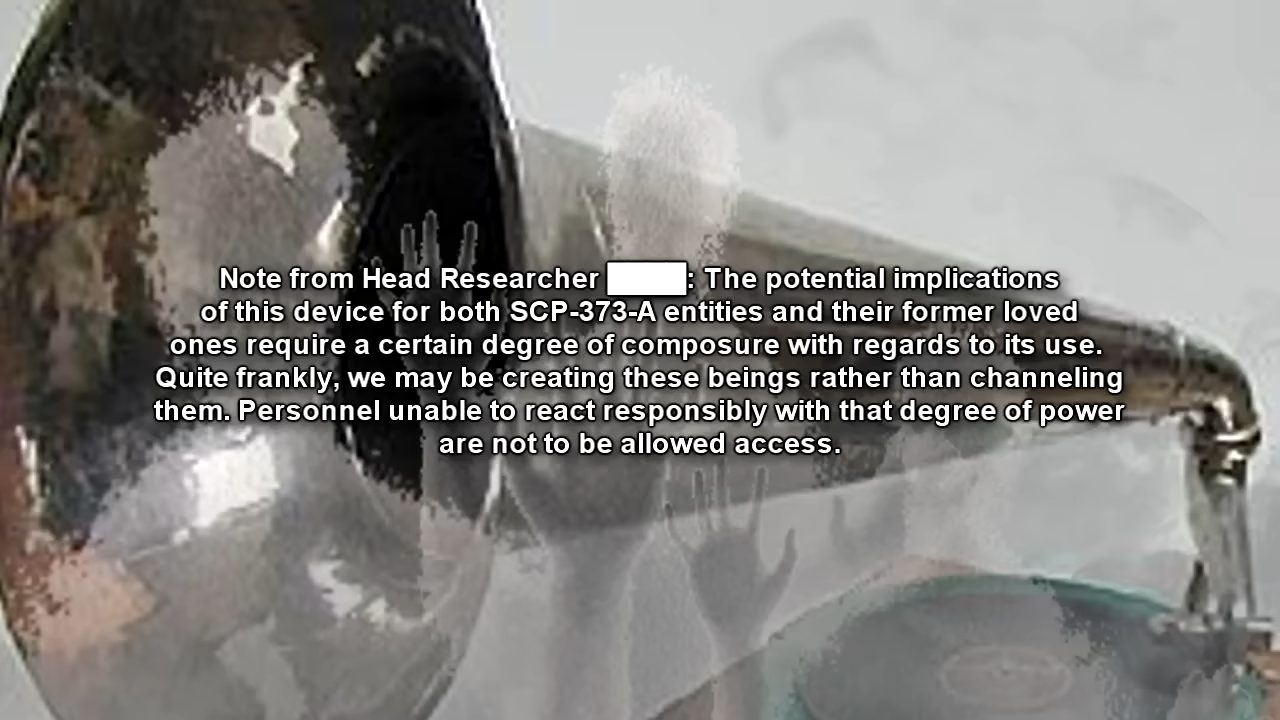 Note from Head Researcher : The potential implications
of this device for both SCP-373-A entities and their former loved
ones require a certain degree of composure with regards to its use.
Quite frankly, we may be creating these beings rather than channeling
them. Personnel unable to react responsibly with that degree of power
are not to be allowed access.